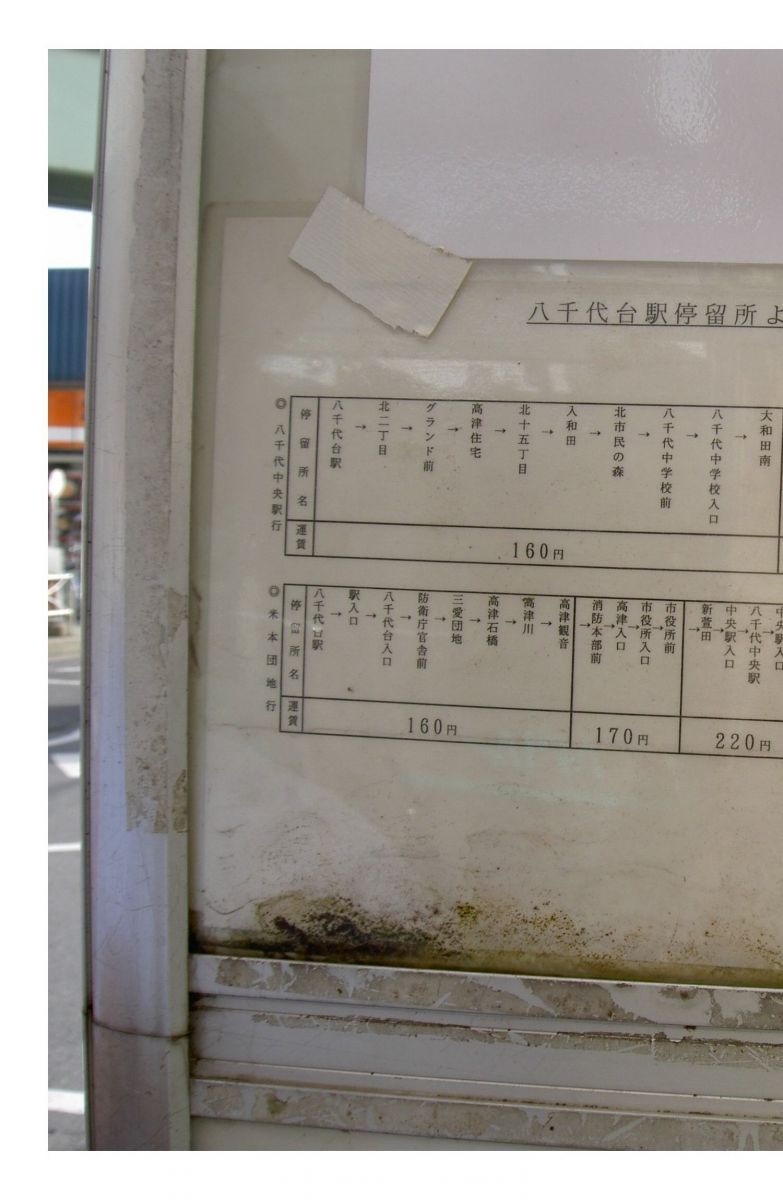 八千代台駅停留所よ
◎八千代中央駅行
停留所名
八千代台駅→
北二丁目→
グランド前→
高津住宅→
北十五丁目→
入和田→
北市民の森→
八千代中学校前→
八千代中学校入口→
大和田南
運賃
160円
◎米本団地行
停留所名
八千代台駅→
駅入口→
八千代台入口→
防衛庁官舎前→
三愛団地→
高津石橋→
高津川→
高津観音
消防本部前→
高津入口→
市役所入口→
市役所前
新萱田→
中央駅入口→
八千代中央駅→
中央駅入口
運賃
160円
170円
220円